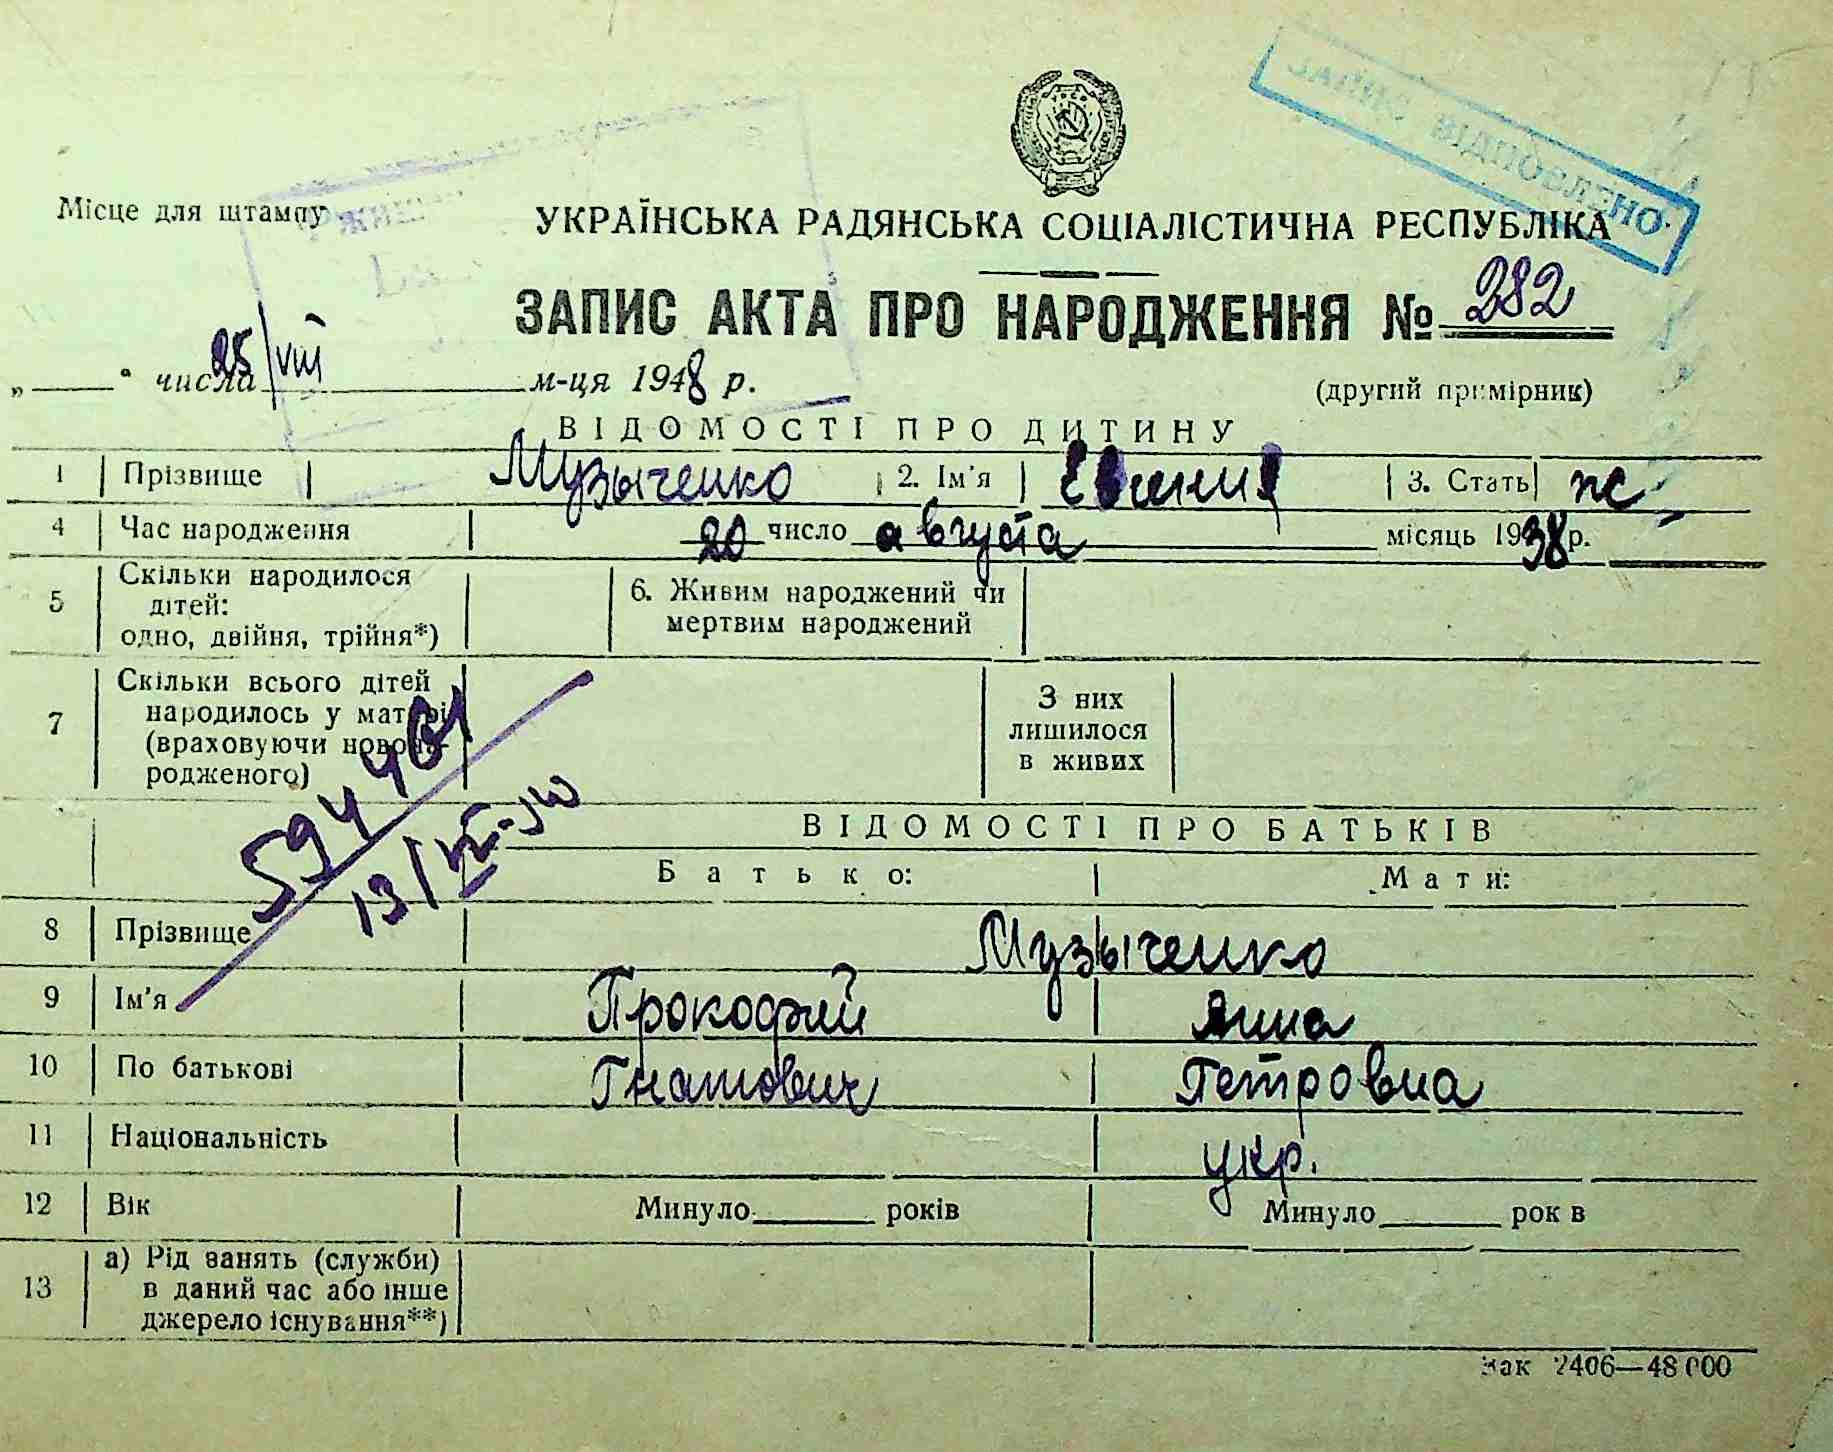 ЗАПИС ВІДПОВЛЕНО
Місце для штампу
УКРАЇНСЬКА РАДЯНСЬКА СОЦІАЛІСТИЧНА РЕСПУБЛІКА
ЗАПИС АКТА ПРО НАРОДЖЕННЯ № 282
„ “ числа 25/VIII м-ця 1948 р.
(другий примірник)
ВІДОМОСТІ ПРО ДИТИНУ
1 Прізвище Музыченко 2. Ім'я 3. Стать ж
4 Час народження 20 число августа місяць 1938 р.
5 Скільки народилося дітей: одно, двійня, трійня*) 6. Живим народжений чи мертвим народжений
7 Скільки всього дітей народилось у матері (враховуючи новонародженого) З них лишилося в живих
ВІДОМОСТІ ПРО БАТЬКІВ
Батько: Мати:
8 Прізвище Музыченко
9 Ім'я Прокофий Анна
10 По батькові Гнатович Петровна
11 Національність укр.
12 Вік Минуло років Минуло рок в
13 а) Рід занять (служби) в даний час або інше джерело існування**)
Зак 2406—48000